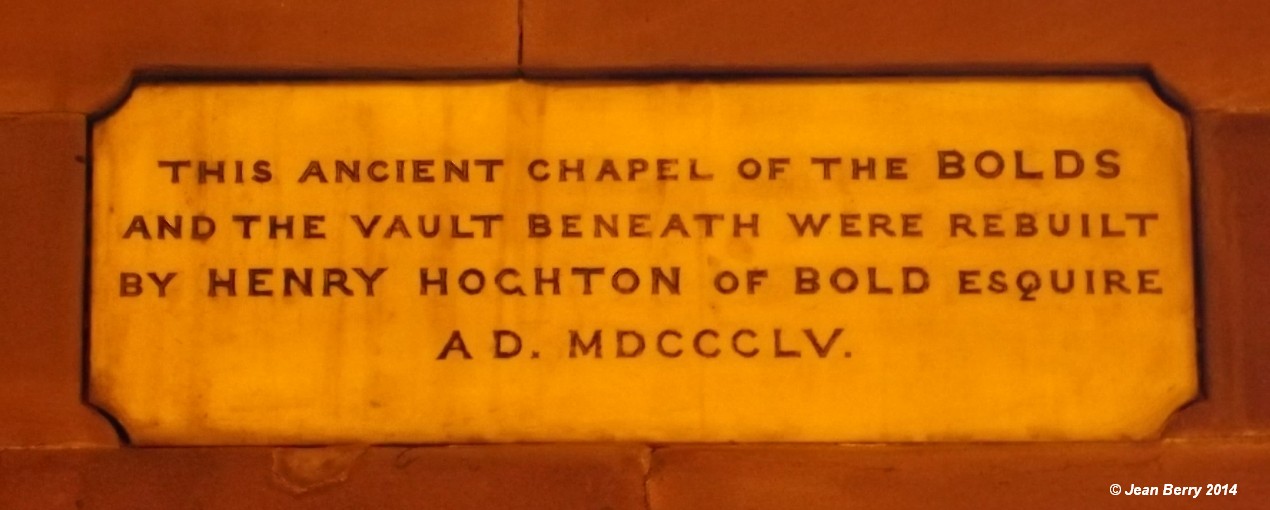 THIS ANCIENT CHAPEL OF THE BOLDS
AND THE VAULT BENEATH WERE REBUILT
BY HENRY HOGHTON OF BOLD ESQUIRE
A D. MDCCCLV.
© Jean Berry 2014